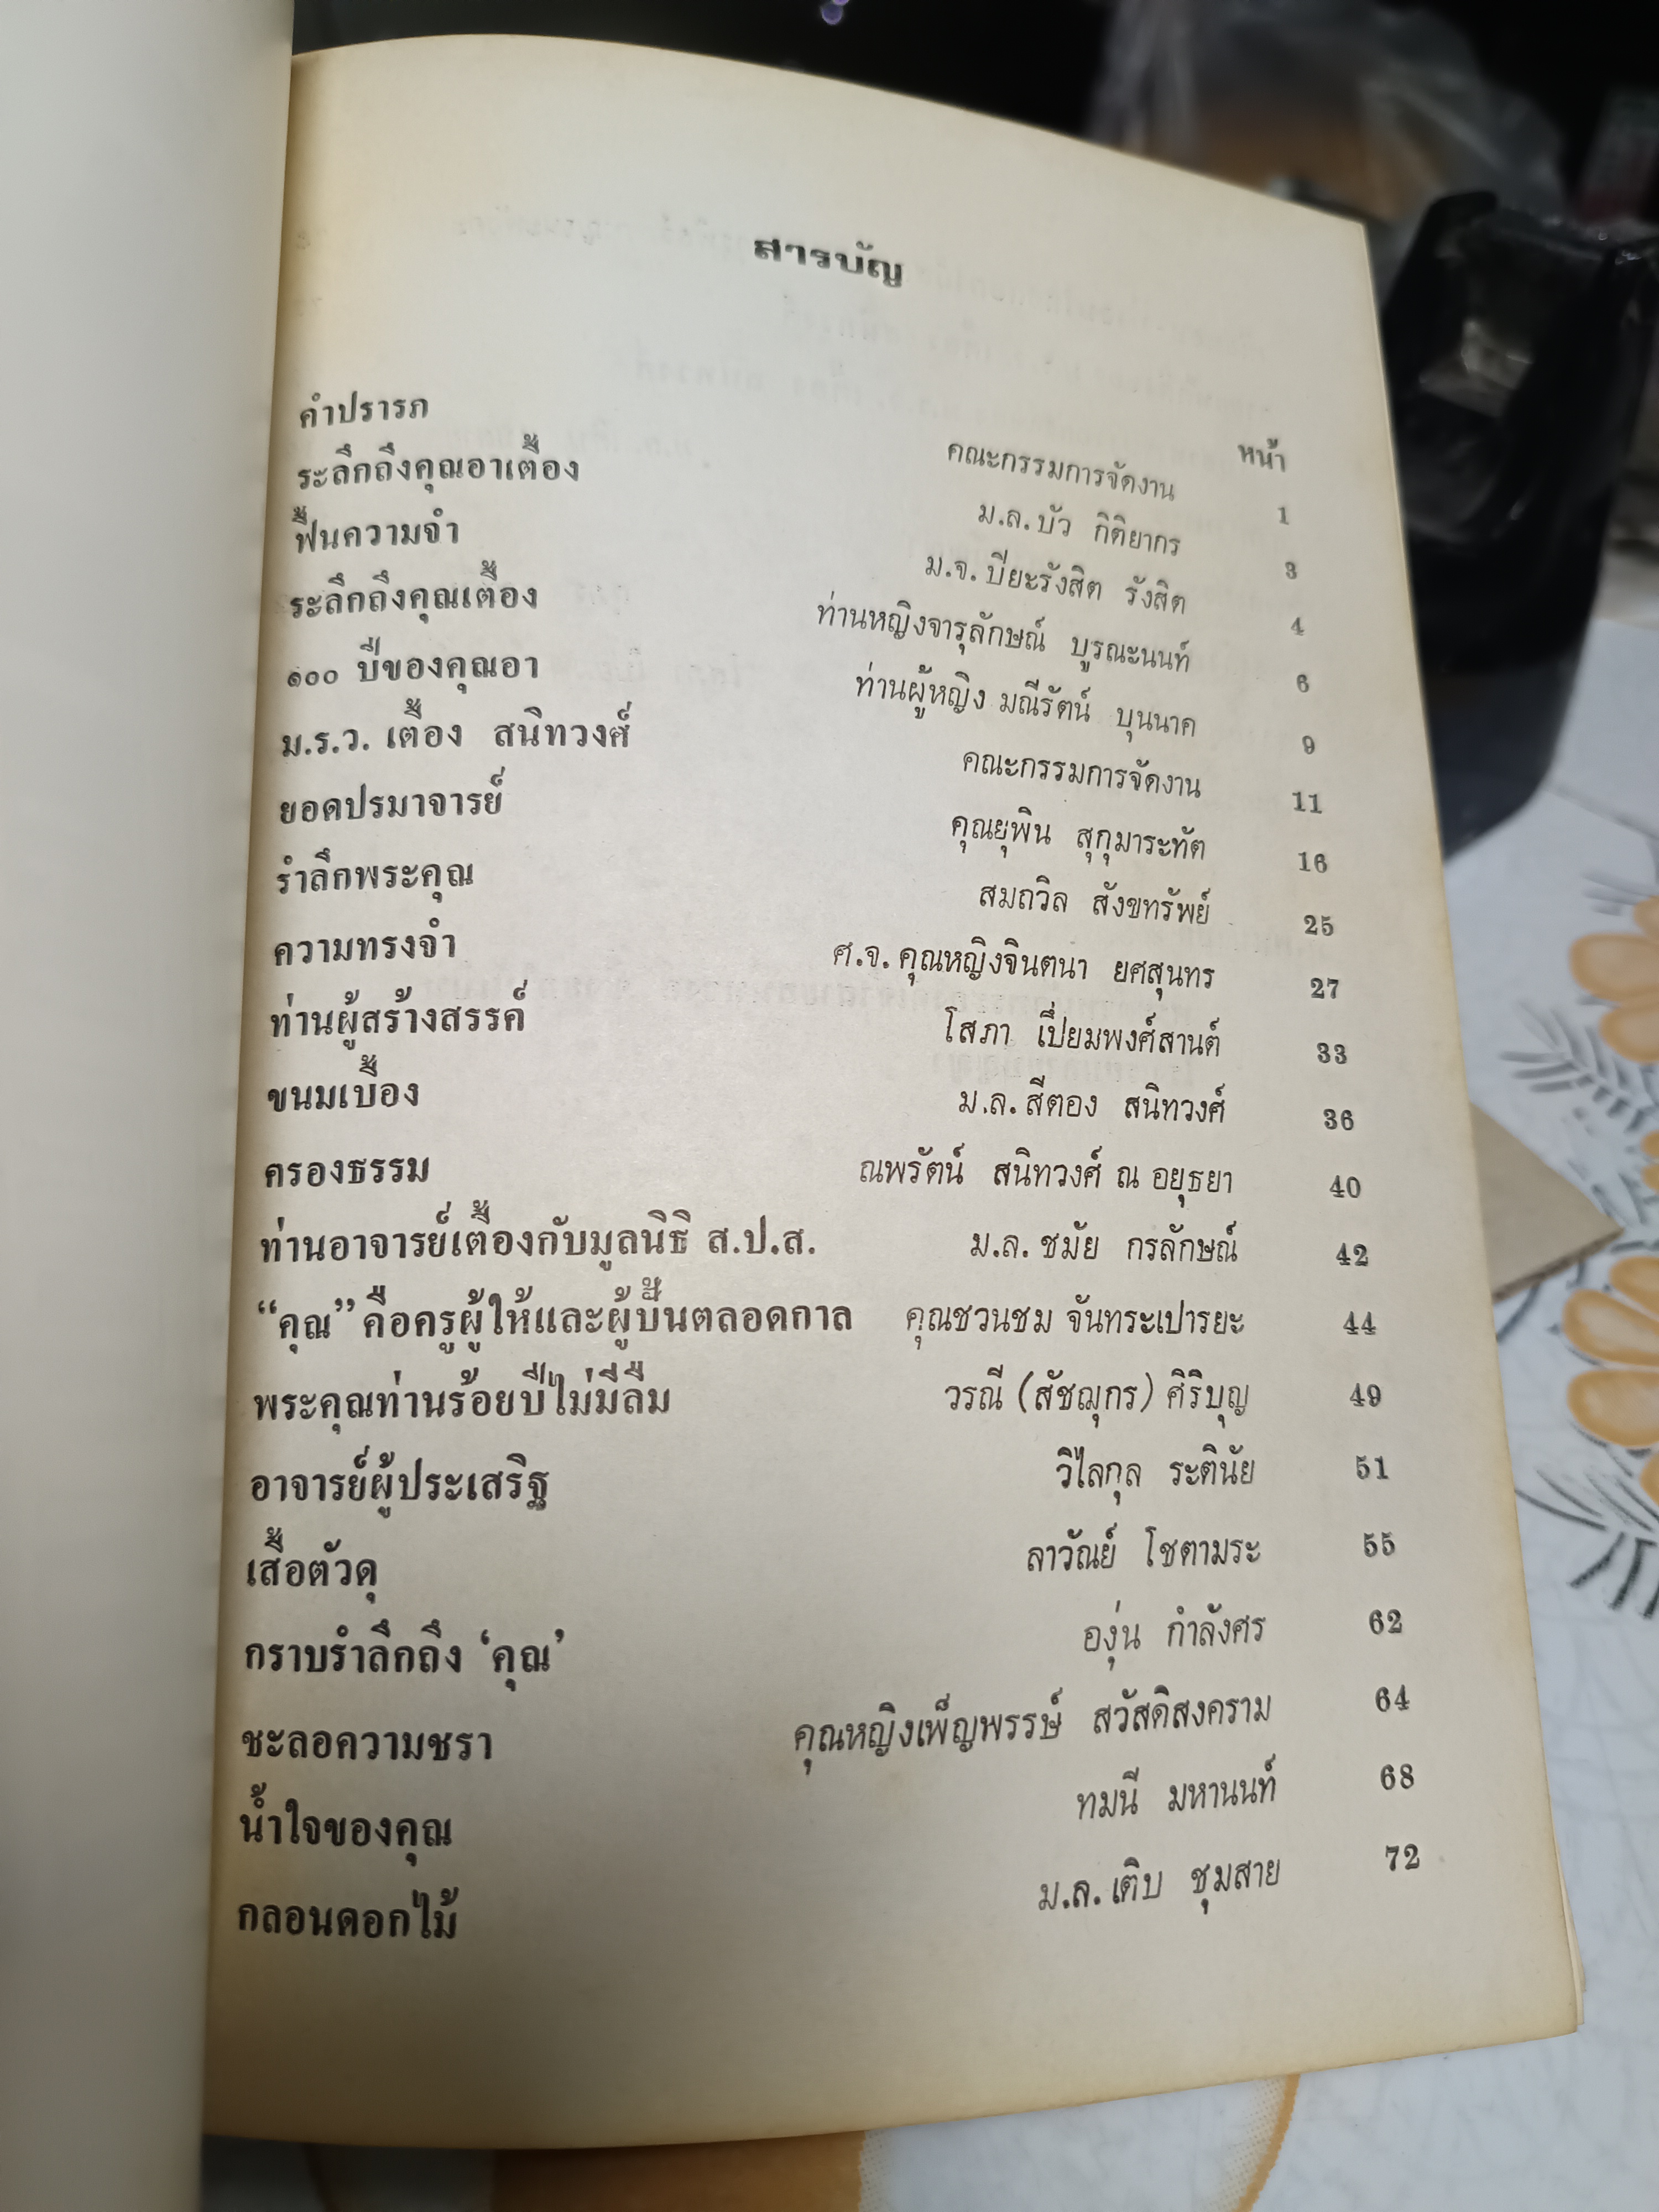 สารบัญ
หน้า
คำปรารภ คณะกรรมการจัดงาน 1
ระลึกถึงคุณอาเตื้อง ม.ล.บัว กิติยากร 3
ฟื้นความจำ ม.จ.ปิยะรังสิต รังสิต 4
ระลึกถึงคุณเตื้อง ท่านหญิงจารุลักษณ์ บูรณะนนท์ 6
๑๐๐ ปีของคุณอา ท่านผู้หญิง มณีรัตน์ บุนนาค 9
ม.ร.ว. เตื้อง สนิทวงศ์ คณะกรรมการจัดงาน 11
ยอดปรมาจารย์ คุณยุพิน สุกุมาระทัต 16
รำลึกพระคุณ สมถวิล สังขทรัพย์ 25
ความทรงจำ ศ.จ.คุณหญิงจินตนา ยศสุนทร 27
ท่านผู้สร้างสรรค์ โสภา เปี่ยมพงศ์สานต์ 33
ขนมเบื้อง ม.ล.สีตอง สนิทวงศ์ 36
ครองธรรม ณพรัตน์ สนิทวงศ์ ณ อยุธยา 40
ท่านอาจารย์เตื้องกับมูลนิธิ ส.ป.ส. ม.ล.ชมัย กรลักษณ์ 42
“คุณ” คือครูผู้ให้และผู้ปั้นตลอดกาล คุณชวนชม จันทระเปารยะ 44
พระคุณท่านร้อยปีไม่มีลืม วรณี (สัชฌุกร) ศิริบุญ 49
อาจารย์ผู้ประเสริฐ วิไลกุล ระตินัย 51
เสื้อตัวดุ ลาวัณย์ โชตามระ 55
กราบรำลึกถึง ‘คุณ’ องุ่น กำลังศร 62
ชะลอความชรา คุณหญิงเพ็ญพรรษ์ สวัสดิสงคราม 64
น้ำใจของคุณ ทมนี มหานนท์ 68
กลอนดอกไม้ ม.ล.เติบ ชุมสาย 72